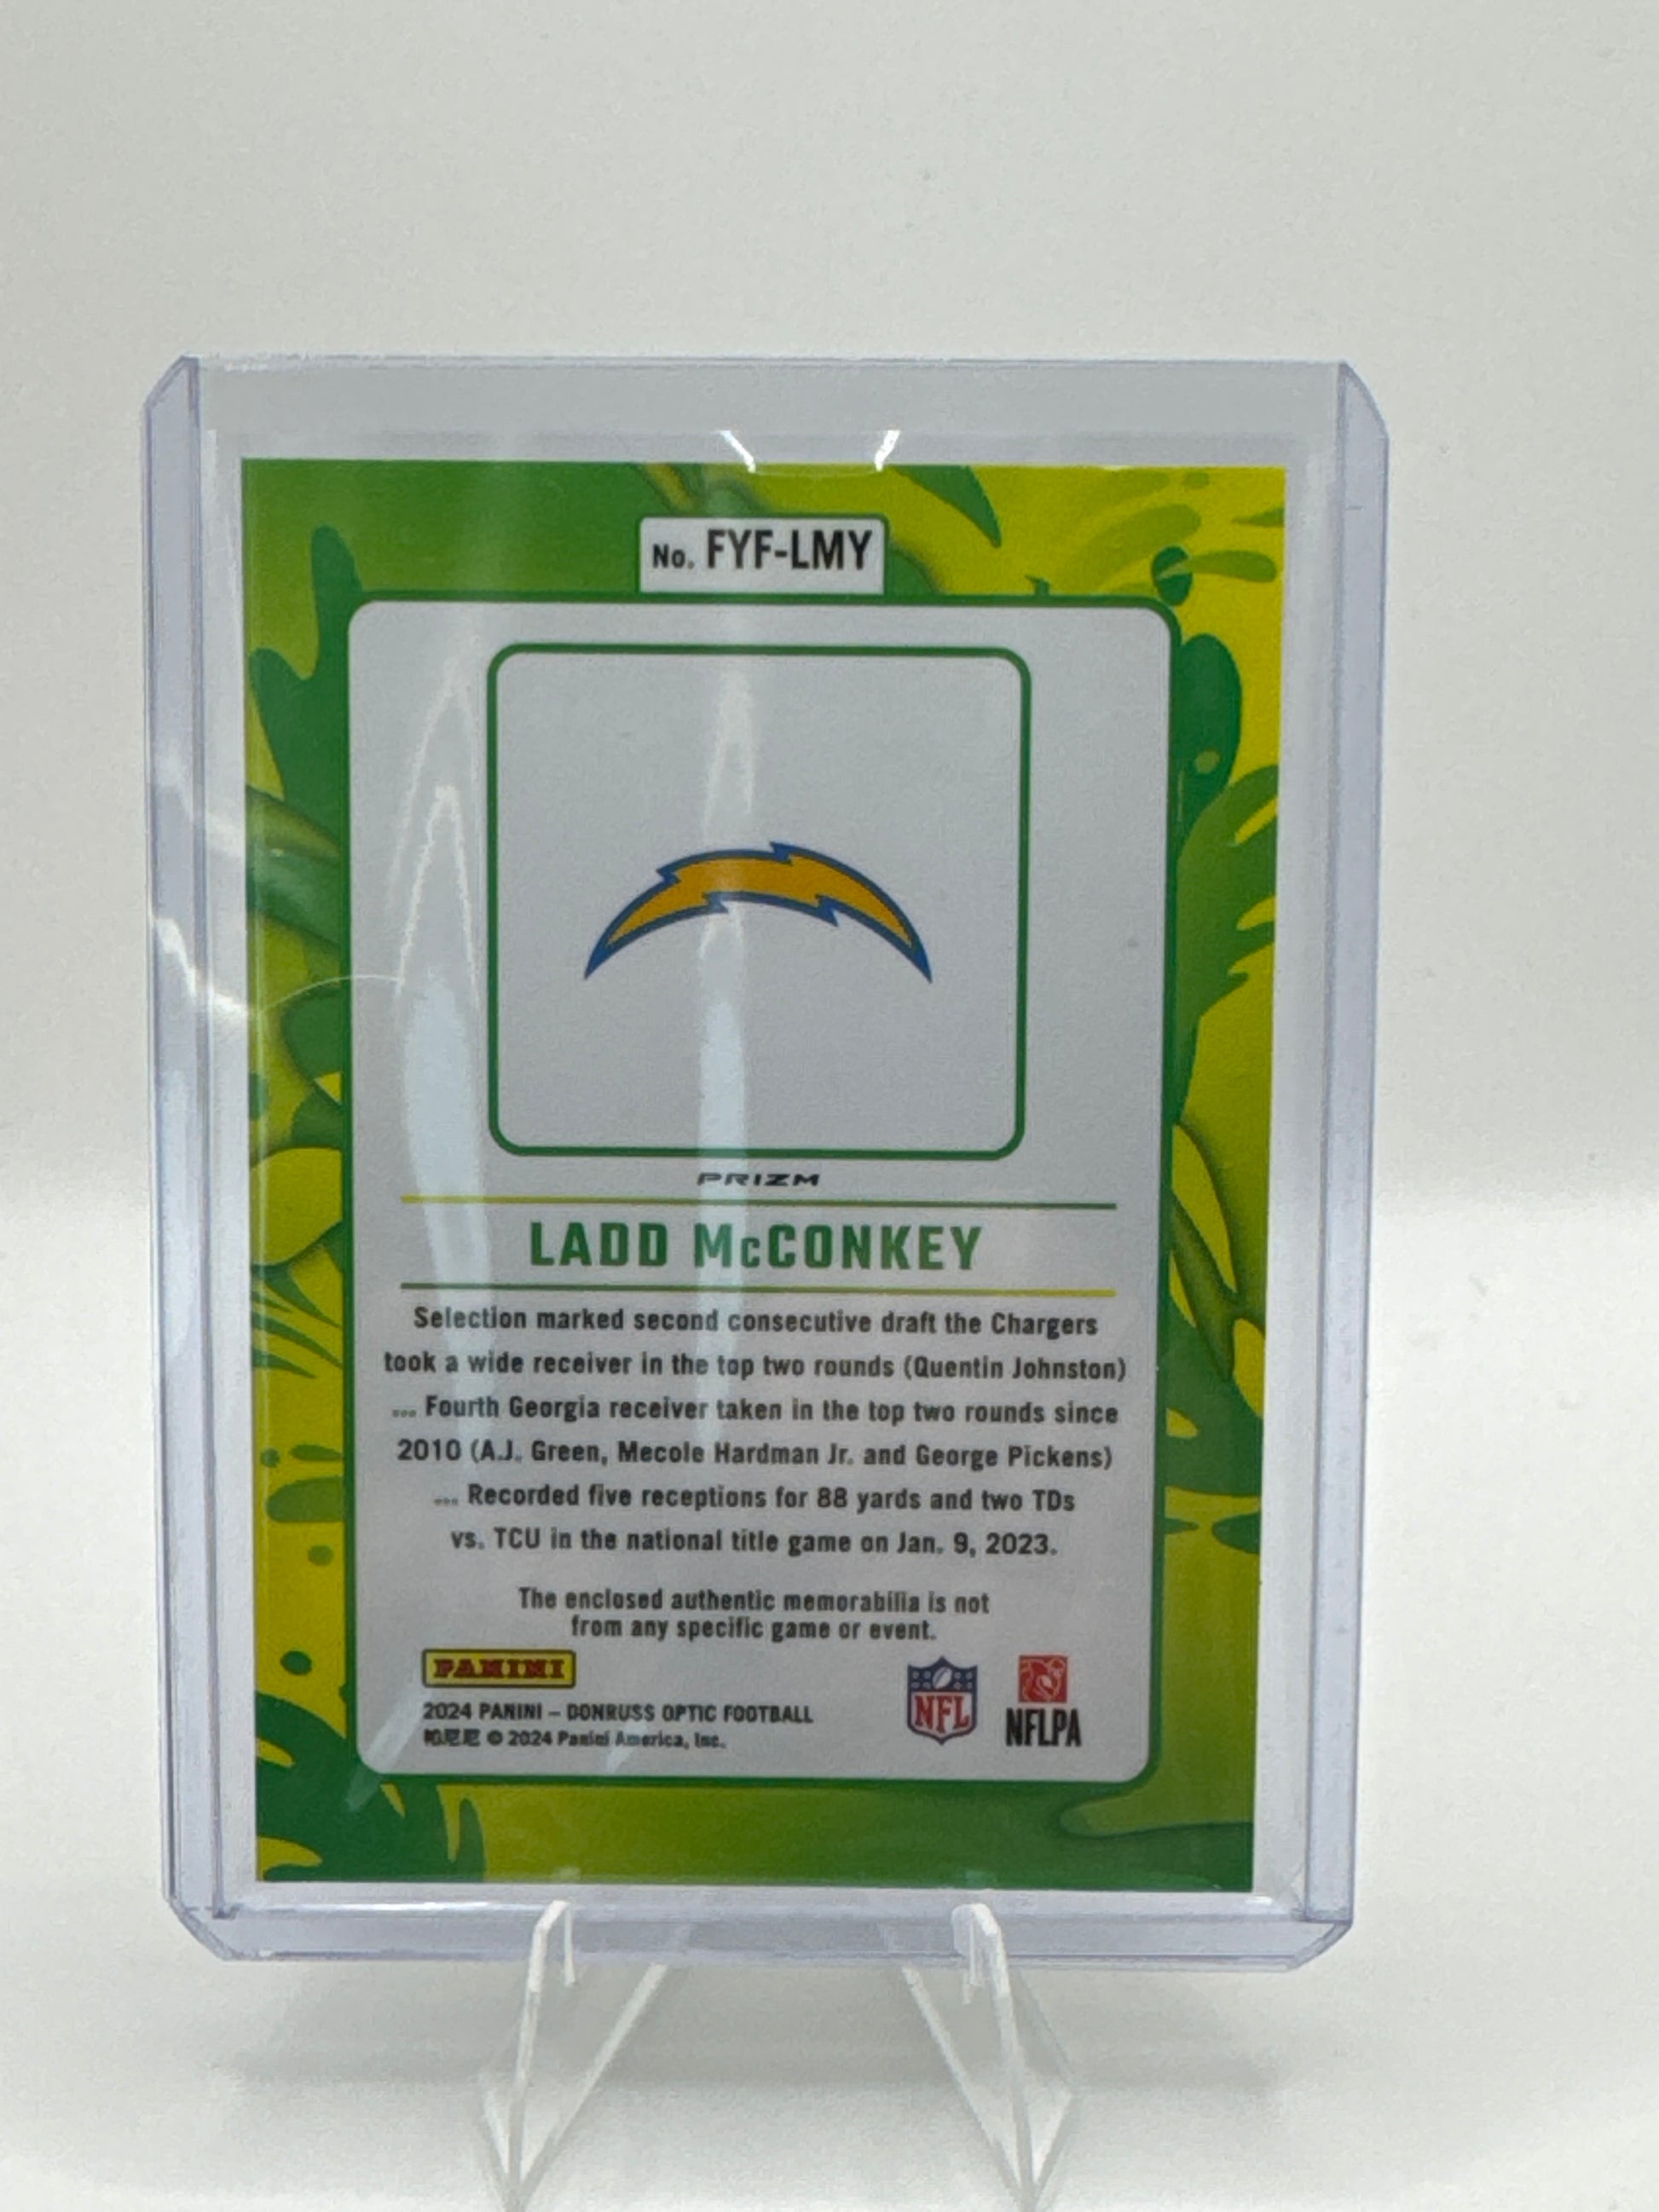 No. FYF-LMY
PRIZM
LADD McCONKEY
Selection marked second consecutive draft the Chargers
took a wide receiver in the top two rounds (Quentin Johnston)
... Fourth Georgia receiver taken in the top two rounds since
2010 (A.J. Green, Mecole Hardman Jr. and George Pickens)
... Recorded five receptions for 88 yards and two TDs
vs. TCU in the national title game on Jan. 9, 2023.
The enclosed authentic memorabilia is not
from any specific game or event.
PANINI
2024 PANINI – DONRUSS OPTIC FOOTBALL
© 2024 Panini America, Inc.
NFL
NFLPA